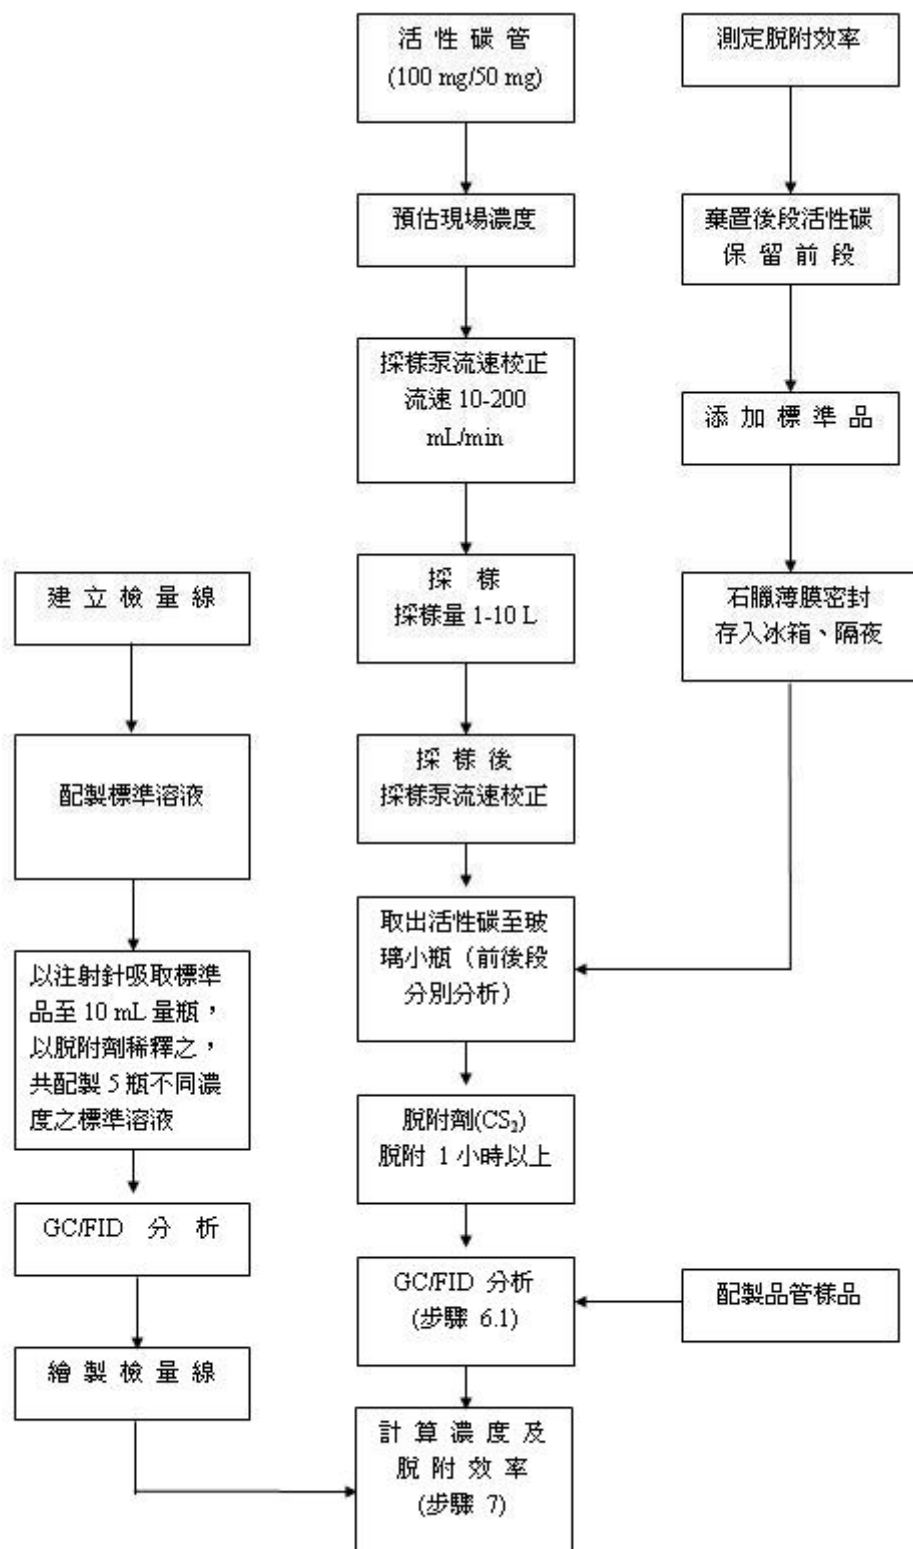 活 性 碳 管
(100 mg/50 mg)
預估現場濃度
採樣泵流速校正
流速 10-200
mL/min
採 樣
採樣量 1-10 L
採 樣 後
採樣泵流速校正
取出活性碳至玻
璃小瓶（前後段
分別分析）
脫附劑(CS₂)
脫附 1 小時以上
GC/FID 分析
(步驟 6.1)
計 算 濃 度 及
脫 附 效 率
(步驟 7)
測定脫附效率
棄置後段活性碳
保 留 前 段
添 加 標 準 品
石臘薄膜密封
存入冰箱、隔夜
配製品管樣品
建 立 檢 量 線
配製標準溶液
以注射針吸取標準
品至 10 mL 量瓶，
以脫附劑稀釋之，
共配製 5 瓶不同濃
度之標準溶液
GC/FID 分 析
繪 製 檢 量 線